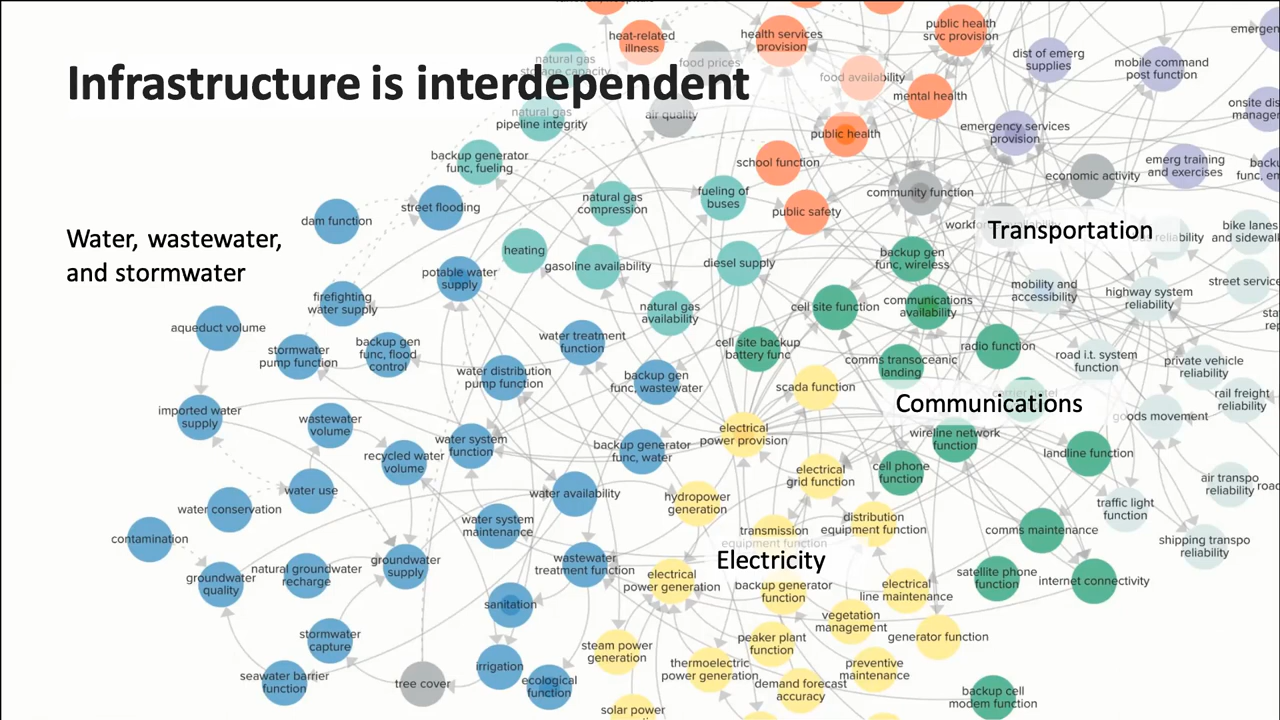 Infrastructure is interdependent
Water, wastewater,
and stormwater
Transportation
Communications
Electricity
heat-related
illness
health services
provision
public health
srvc provision
dist of emerg
supplies
mobile command
post function
natural gas
storage capacity
food prices
food availability
mental health
natural gas
pipeline integrity
air quality
public health
emergency services
provision
backup generator
func, fueling
school function
economic activity
emerg training
and exercises
dam function
street flooding
natural gas
compression
fueling of
buses
public safety
community function
bike lanes
heating
gasoline availability
diesel supply
backup gen
func, wireless
potable water
supply
firefighting
water supply
natural gas
availability
cell site function
communications
availability
mobility and
accessibility
highway system
reliability
aqueduct volume
stormwater
pump function
backup gen
func, flood
control
water treatment
function
cell site backup
battery func
comms transoceanic
landing
radio function
road i.t. system
function
private vehicle
reliability
water distribution
pump function
backup gen
func, wastewater
scada function
rail freight
reliability
imported water
supply
wastewater
volume
water system
function
electrical
power provision
wireline network
function
goods movement
recycled water
volume
backup generator
func, water
electrical
grid function
cell phone
function
landline function
water conservation
water use
water availability
hydropower
generation
air transpo
reliability
traffic light
function
contamination
water system
maintenance
transmission
equipment function
distribution
equipment function
comms maintenance
shipping transpo
reliability
groundwater
quality
natural groundwater
recharge
groundwater
supply
wastewater
treatment function
electrical
power generation
backup generator
function
electrical
line maintenance
satellite phone
function
internet connectivity
sanitation
vegetation
management
stormwater
capture
steam power
generation
peaker plant
function
generator function
seawater barrier
function
tree cover
irrigation
ecological
function
thermoelectric
power generation
demand forecast
accuracy
preventive
maintenance
backup cell
modem function
solar power